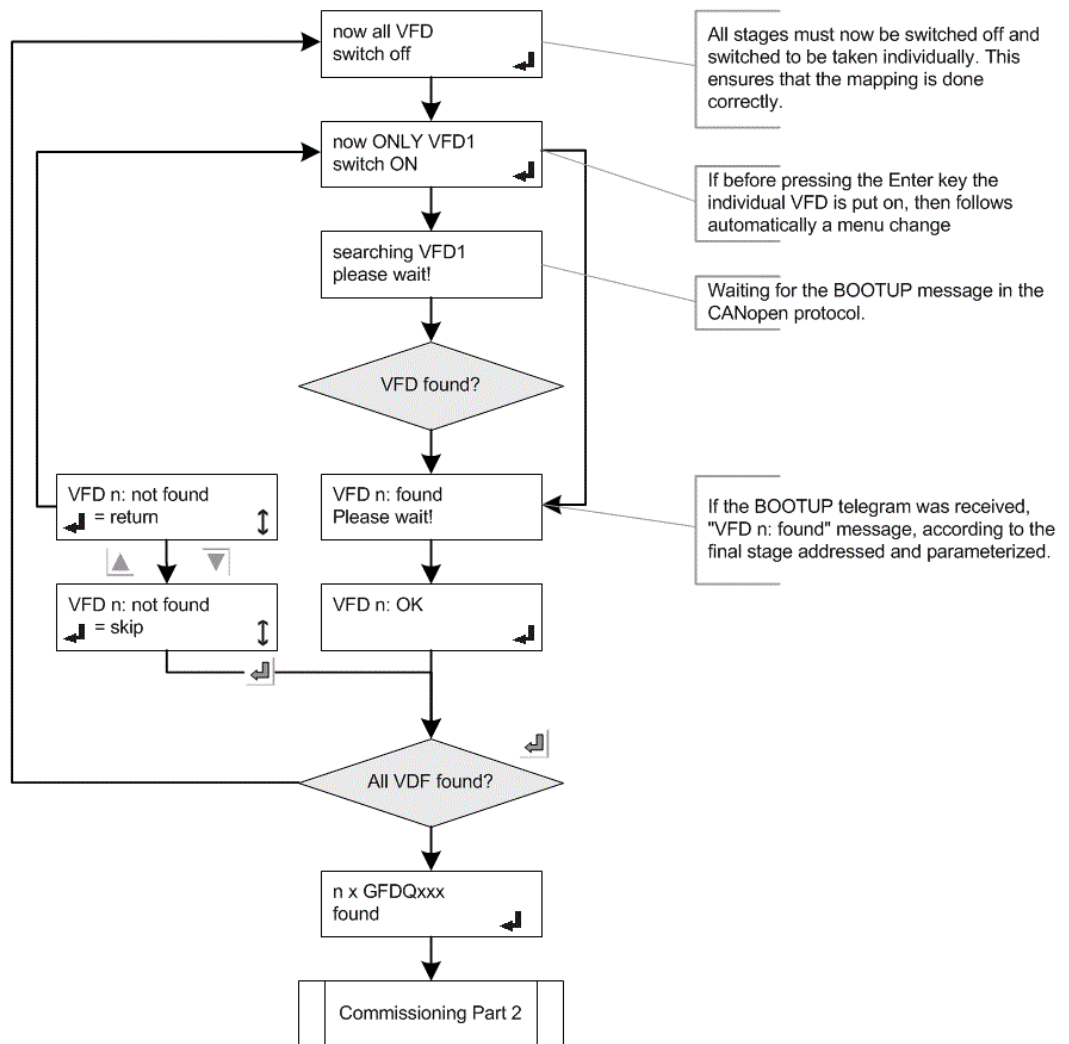 now all VFD
switch off
All stages must now be switched off and
switched to be taken individually. This
ensures that the mapping is done
correctly.
now ONLY VFD1
switch ON
If before pressing the Enter key the
individual VFD is put on, then follows
automatically a menu change
searching VFD1
please wait!
Waiting for the BOOTUP message in the
CANopen protocol.
VFD found?
VFD n: not found
= return
VFD n: found
Please wait!
If the BOOTUP telegram was received,
"VFD n: found" message, according to the
final stage addressed and parameterized.
VFD n: not found
= skip
VFD n: OK
All VDF found?
n x GFDQxxx
found
Commissioning Part 2